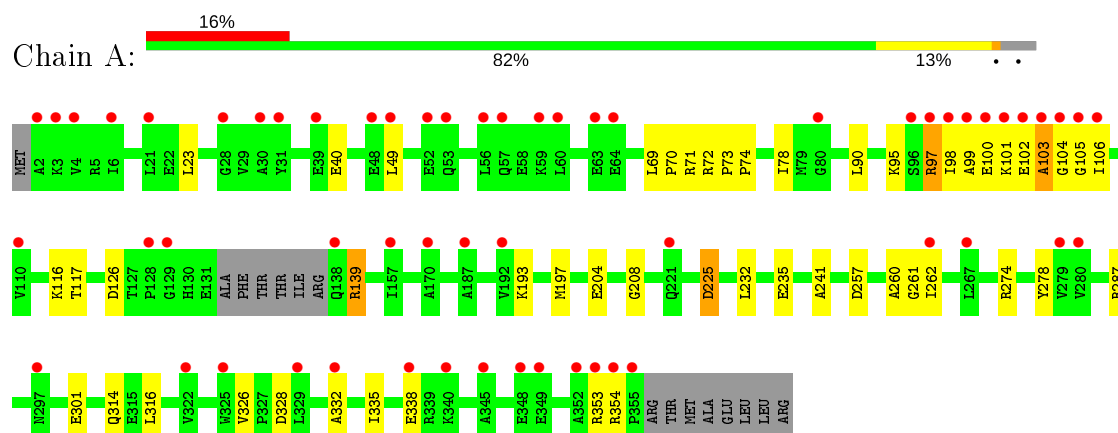 16%
Chain A:
82%
13%
• •
MET A2 K3 V4 R5 I6 L21 E22 L23 G28 V29 A30 Y31 E39 E40 E48 L49 E52 Q53 L56 Q57 E58 K59 L60 E63 E64 L69 P70 R71 R72 P73 P74 I78 M79 G80 L90 K95 S96 R97 I98 A99 E100 K101 E102 A103 G104 G105 I106
V110 K116 T117 D126 T127 P128 G129 H130 E131 ALA PHE THR THR ILE ARG Q138 R139 I157 A170 A187 V192 K193 M197 E204 G208 Q221 D225 L232 E235 A241 D257 A260 G261 I262 L267 R274 Y278 V279 V280
N297 E301 Q314 E315 L316 V322 W325 V326 P327 D328 L329 A332 I335 E338 R339 K340 A345 E348 E349 A352 R353 R354 P355 ARG THR MET ALA GLU LEU LEU ARG